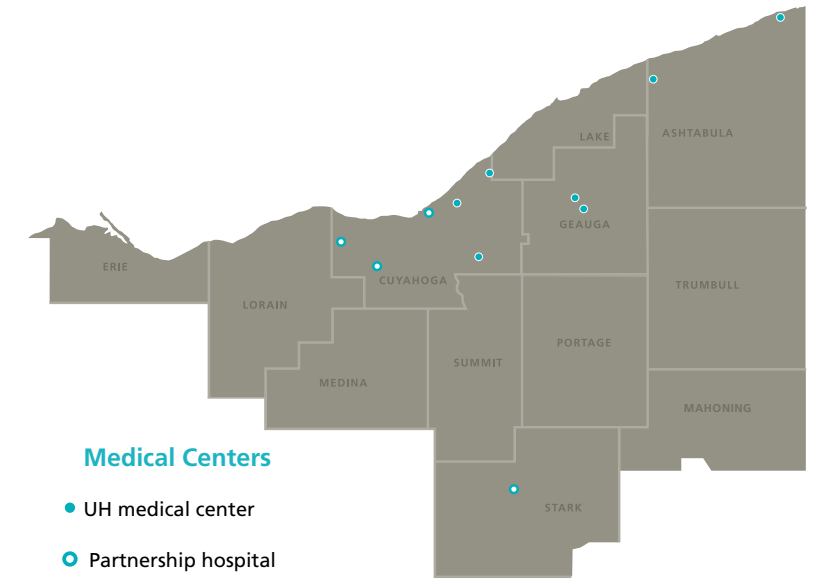 LAKE
ASHTABULA
GEAUGA
ERIE
CUYAHOGA
TRUMBULL
LORAIN
PORTAGE
SUMMIT
MEDINA
MAHONING
Medical Centers
UH medical center
STARK
Partnership hospital